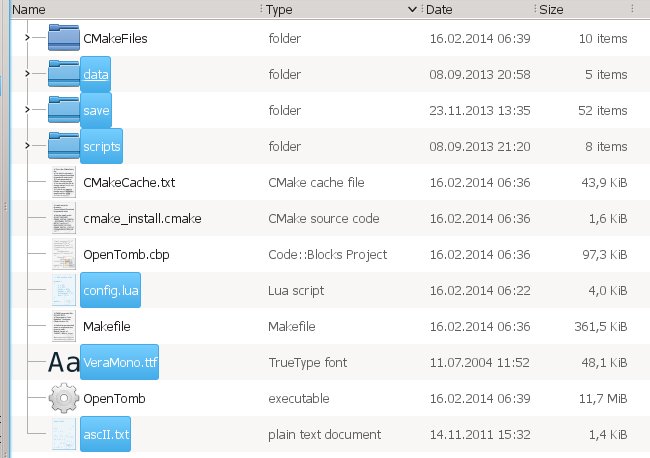 Name Type Date Size
CMakeFiles folder 16.02.2014 06:39 10 items
data folder 08.09.2013 20:58 5 items
save folder 23.11.2013 13:35 52 items
scripts folder 08.09.2013 21:20 8 items
CMakeCache.txt CMake cache file 16.02.2014 06:36 43,9 KiB
cmake_install.cmake CMake source code 16.02.2014 06:36 1,6 KiB
OpenTomb.cbp Code::Blocks Project 16.02.2014 06:36 97,3 KiB
config.lua Lua script 16.02.2014 06:22 4,0 KiB
Makefile Makefile 16.02.2014 06:36 361,5 KiB
Aa VeraMono.ttf TrueType font 11.07.2004 11:52 48,1 KiB
OpenTomb executable 16.02.2014 06:39 11,7 MiB
ascII.txt plain text document 14.11.2011 15:32 1,4 KiB